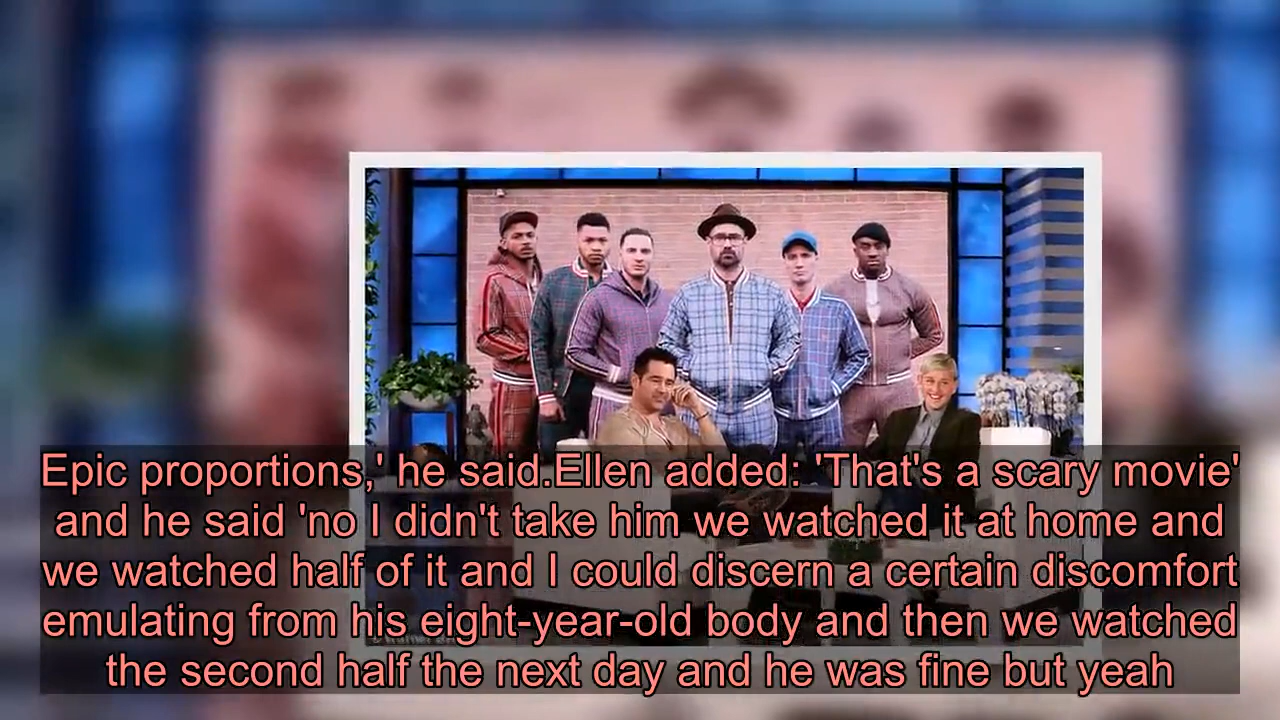 Epic proportions,' he said.Ellen added: 'That's a scary movie'
and he said 'no I didn't take him we watched it at home and
we watched half of it and I could discern a certain discomfort
emulating from his eight-year-old body and then we watched
the second half the next day and he was fine but yeah